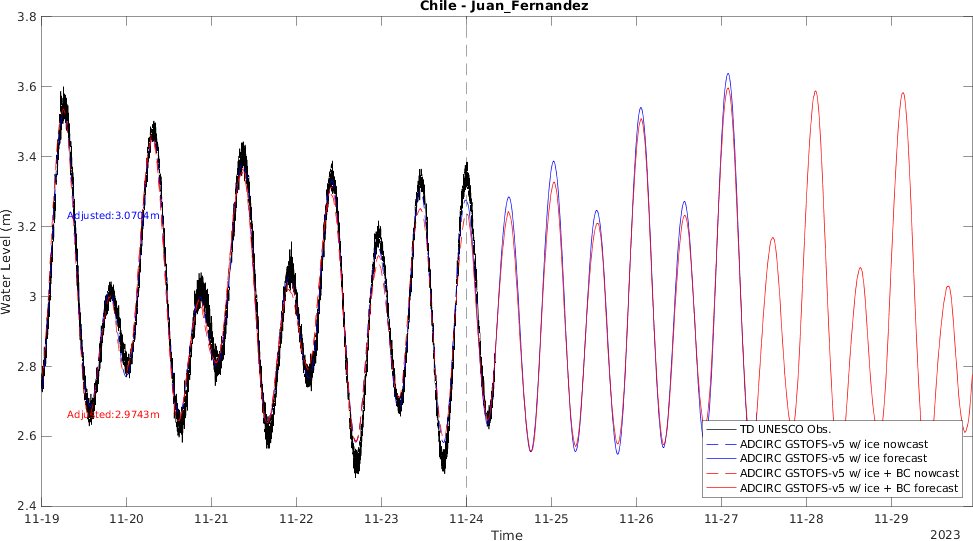 Chile - Juan_Fernandez
3.8
3.6
3.4
3.2
3
2.8
2.6
2.4
Water Level (m)
Adjusted:3.0704m
Adjusted:2.9743m
TD UNESCO Obs.
ADCIRC GSTOFS-v5 w/ ice nowcast
ADCIRC GSTOFS-v5 w/ ice forecast
ADCIRC GSTOFS-v5 w/ ice + BC nowcast
ADCIRC GSTOFS-v5 w/ ice + BC forecast
11-19 11-20 11-21 11-22 11-23 11-24 11-25 11-26 11-27 11-28 11-29
Time
2023